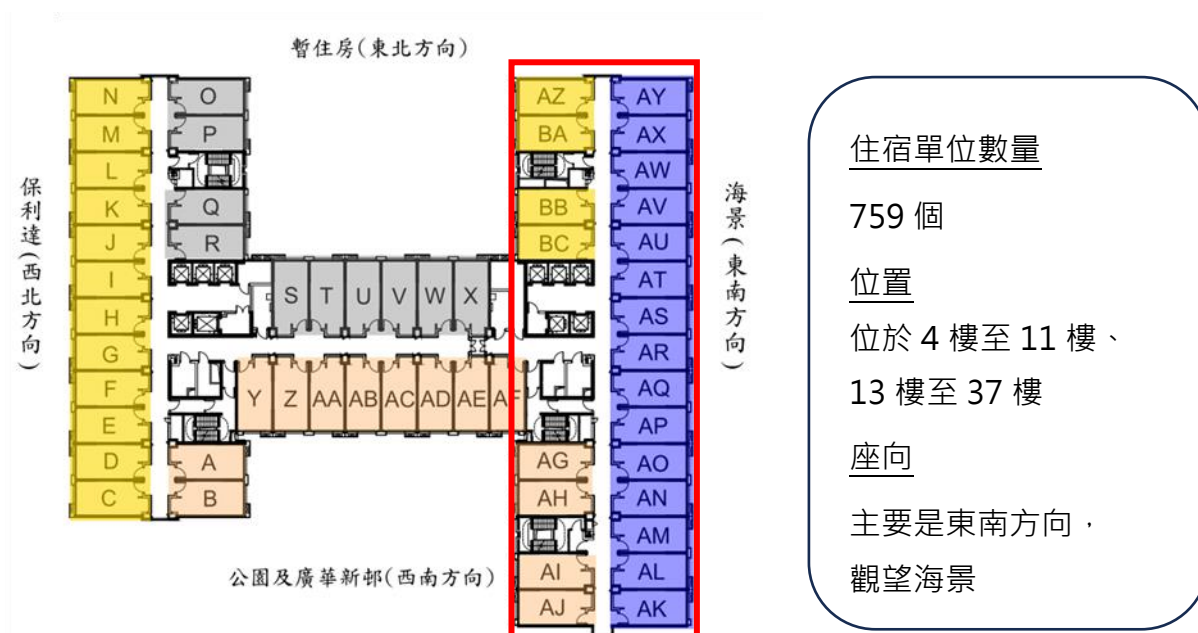 暫住房(東北方向)
保利達(西北方向)
海景(東南方向)
公園及廣華新邨(西南方向)
N
M
L
K
J
I
H
G
F
E
D
C
O
P
Q
R
A
B
S T U V W X
Y Z AA AB AC AD AE AF
AZ
BA
BB
BC
AG
AH
AI
AJ
AY
AX
AW
AV
AU
AT
AS
AR
AQ
AP
AO
AN
AM
AL
AK
住宿單位數量
759 個
位置
位於 4 樓至 11 樓、
13 樓至 37 樓
座向
主要是東南方向，
觀望海景